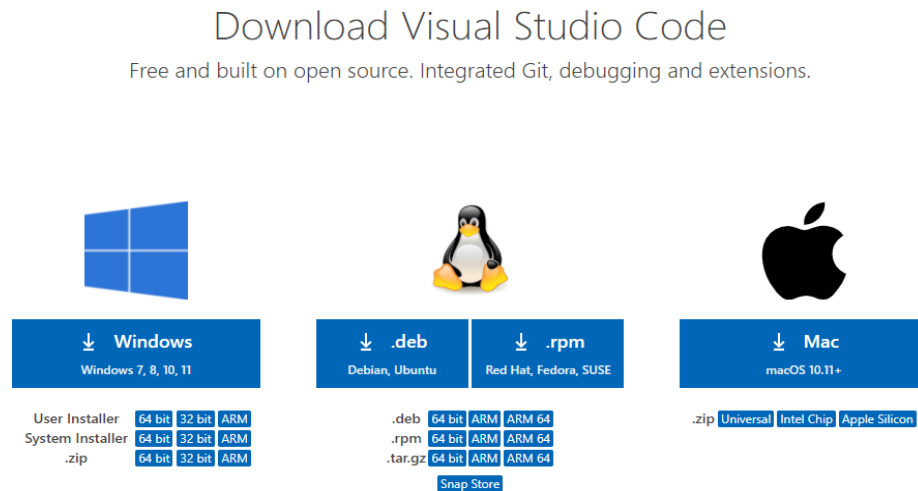 Download Visual Studio Code
Free and built on open source. Integrated Git, debugging and extensions.
Windows
Windows 7, 8, 10, 11
User Installer 64 bit 32 bit ARM
System Installer 64 bit 32 bit ARM
.zip 64 bit 32 bit ARM
.deb
Debian, Ubuntu
.rpm
Red Hat, Fedora, SUSE
.deb 64 bit ARM ARM 64
.rpm 64 bit ARM ARM 64
.tar.gz 64 bit ARM ARM 64
Snap Store
Mac
macOS 10.11+
.zip Universal Intel Chip Apple Silicon